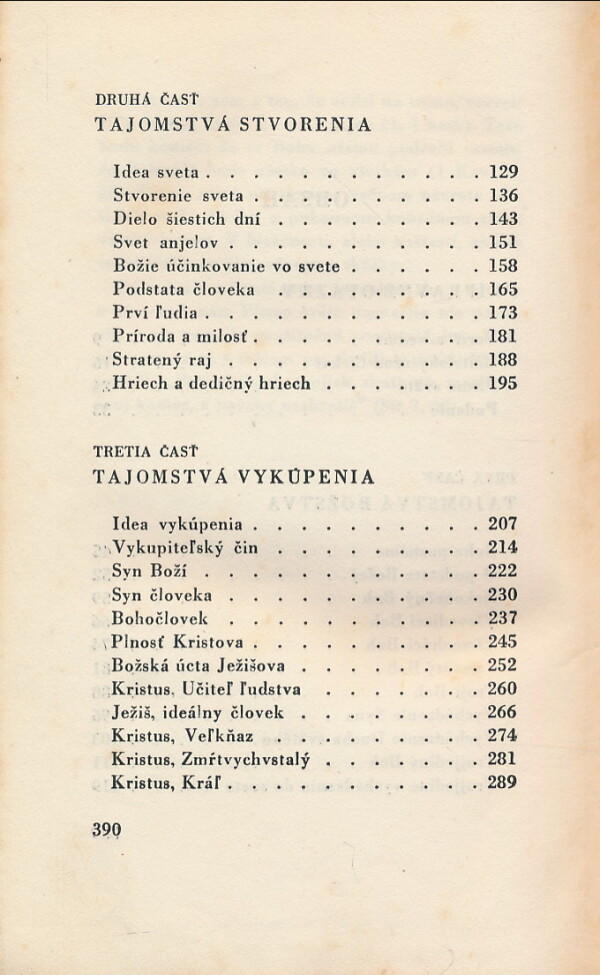 DRUHÁ ČASŤ
TAJOMSTVÁ STVORENIA
Idea sveta . . . . . . . . . . . . 129
Stvorenie sveta . . . . . . . . . . 136
Dielo šiestich dní . . . . . . . . . 143
Svet anjelov . . . . . . . . . . . 151
Božie účinkovanie vo svete . . . . . . 158
Podstata človeka . . . . . . . . . . 165
Prví ľudia . . . . . . . . . . . . 173
Príroda a milosť . . . . . . . . . . 181
Stratený raj . . . . . . . . . . . 188
Hriech a dedičný hriech . . . . . . . 195
TRETIA ČASŤ
TAJOMSTVÁ VYKÚPENIA
Idea vykúpenia . . . . . . . . . . 207
Vykupiteľský čin . . . . . . . . . 214
Syn Boží . . . . . . . . . . . . 222
Syn človeka . . . . . . . . . . . 230
Bohočlovek . . . . . . . . . . . 237
Plnosť Kristova . . . . . . . . . . 245
Božská úcta Ježišova . . . . . . . . 252
Kristus, Učiteľ ľudstva . . . . . . . 260
Ježiš, ideálny človek . . . . . . . . 266
Kristus, Veľkňaz . . . . . . . . . 274
Kristus, Zmŕtvychvstalý . . . . . . . 281
Kristus, Kráľ . . . . . . . . . . . 289
390